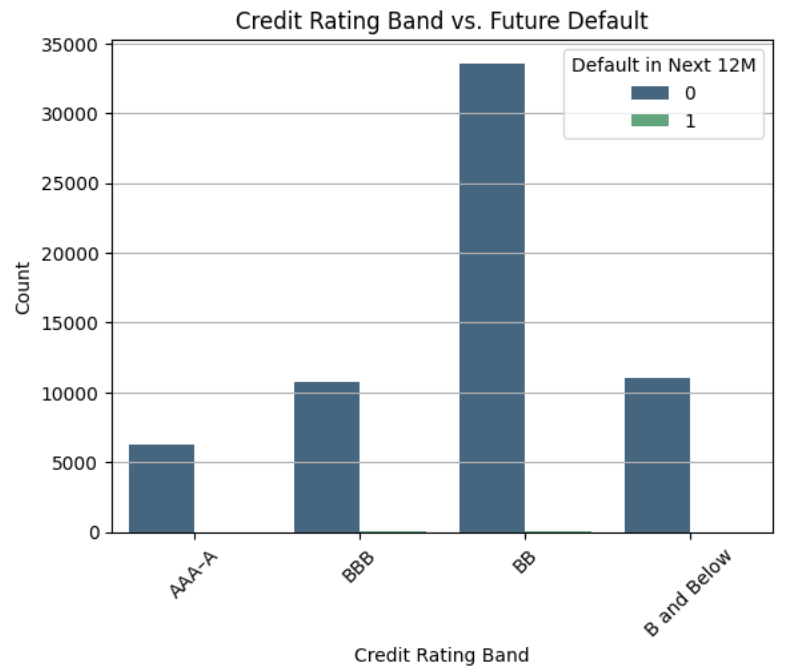 Credit Rating Band vs. Future Default
Default in Next 12M
0
1
35000
30000
25000
20000
15000
10000
5000
0
Count
AAA–A
BBB
BB
B and Below
Credit Rating Band